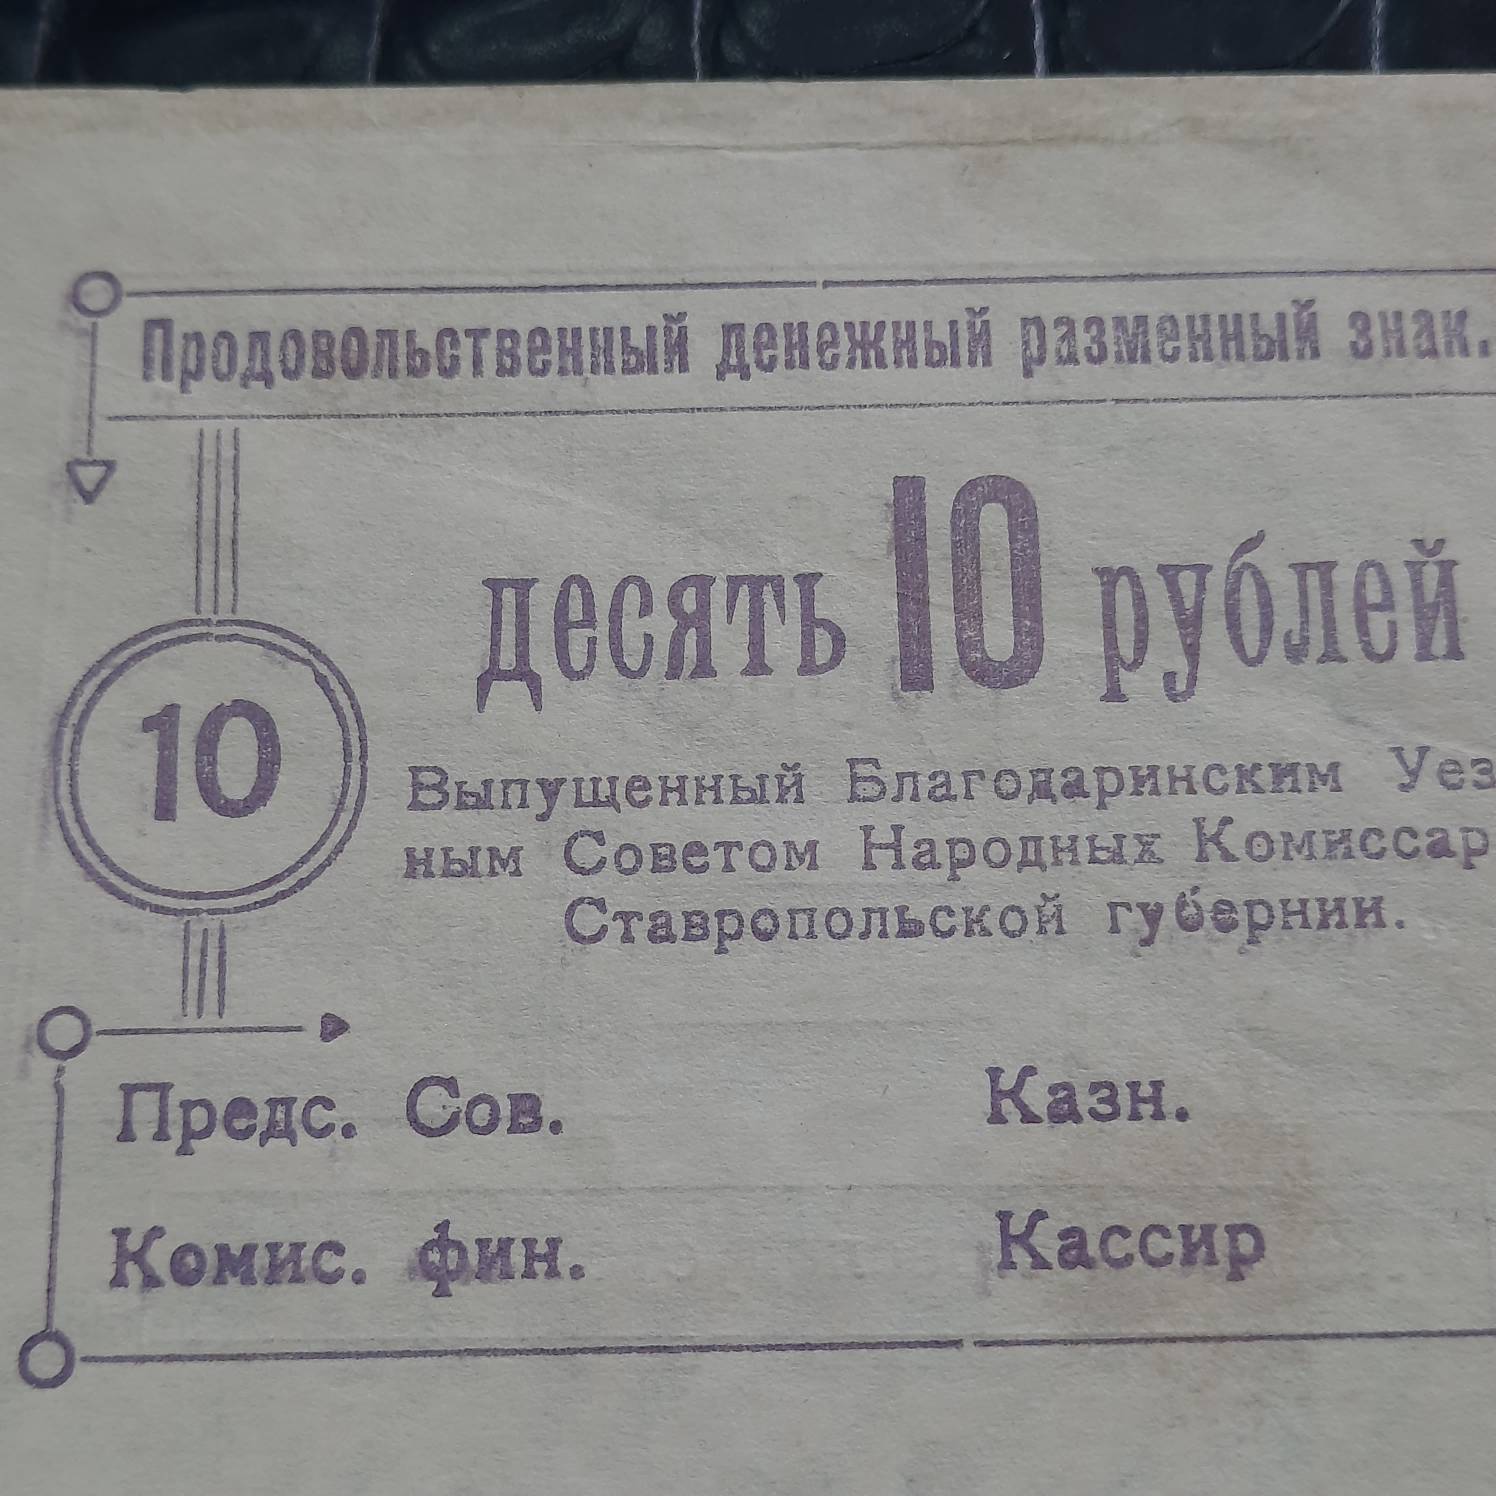 Продовольственный денежный разменный знак.
десять 10 рублей
10
Выпущенный Благодаринским Уез
ным Советом Народных Комиссар
Ставропольской губернии.
Предс. Сов. Казн.
Комис. фин. Кассир